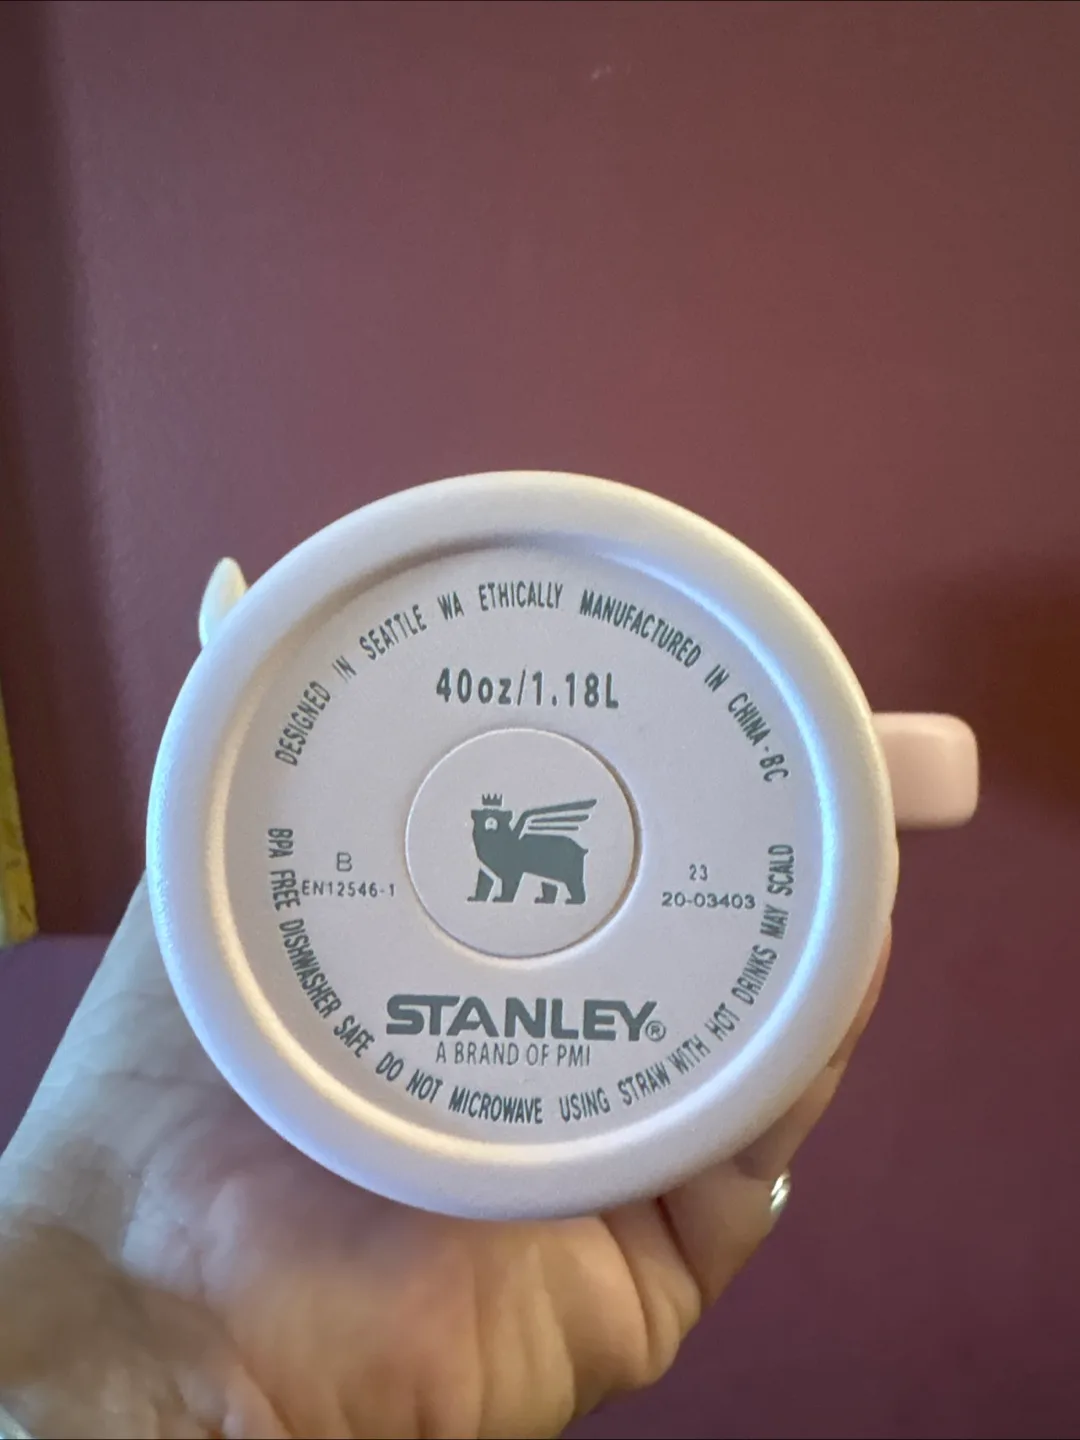 DESIGNED IN SEATTLE WA ETHICALLY MANUFACTURED IN CHINA-BC
40oz/1.18L
B
EN12546-1
23
20-03403
STANLEY®
A BRAND OF PMI
BPA FREE DISHWASHER SAFE DO NOT MICROWAVE USING STRAW WITH HOT DRINKS MAY SCALD